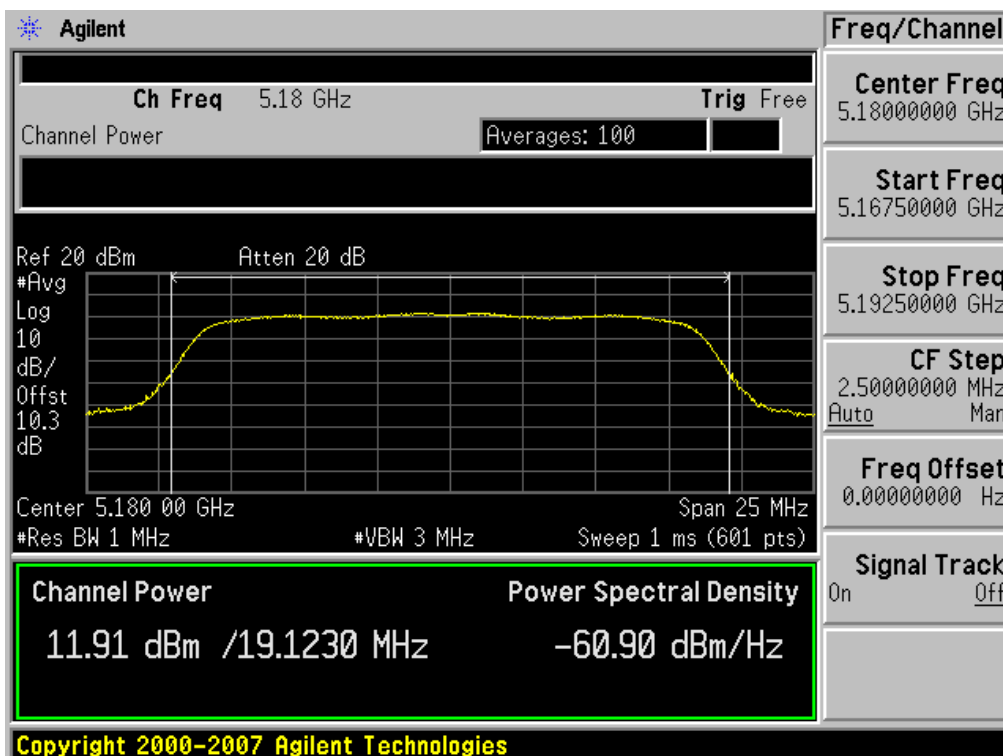 Agilent
Freq/Channel
Ch Freq 5.18 GHz Trig Free
Channel Power Averages: 100
Center Freq
5.18000000 GHz
Start Freq
5.16750000 GHz
Stop Freq
5.19250000 GHz
CF Step
2.50000000 MHz
Auto Man
Freq Offset
0.00000000 Hz
Signal Track
On Off
Ref 20 dBm Atten 20 dB
#Avg
Log
10
dB/
Offst
10.3
dB
Center 5.180 00 GHz Span 25 MHz
#Res BW 1 MHz #VBW 3 MHz Sweep 1 ms (601 pts)
Channel Power Power Spectral Density
11.91 dBm /19.1230 MHz -60.90 dBm/Hz
Copyright 2000-2007 Agilent Technologies